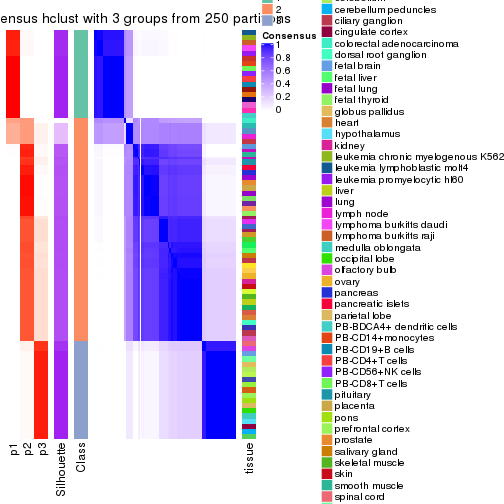 ensus hclust with 3 groups from 250 parti
ns
2
Consensus
1
0.8
0.6
0.4
0.2
0
p1
p2
p3
Silhouette
Class
tissue
cerebellum peduncles
ciliary ganglion
cingulate cortex
colorectal adenocarcinoma
dorsal root ganglion
fetal brain
fetal liver
fetal lung
fetal thyroid
globus pallidus
heart
hypothalamus
kidney
leukemia chronic myelogenous K562
leukemia lymphoblastic molt4
leukemia promyelocytic hl60
liver
lung
lymph node
lymphoma burkitts daudi
lymphoma burkitts raji
medulla oblongata
occipital lobe
olfactory bulb
ovary
pancreas
pancreatic islets
parietal lobe
PB-BDCA4+ dendritic cells
PB-CD14+monocytes
PB-CD19+B cells
PB-CD4+T cells
PB-CD56+NK cells
PB-CD8+T cells
pituitary
placenta
pons
prefrontal cortex
prostate
salivary gland
skeletal muscle
skin
smooth muscle
spinal cord